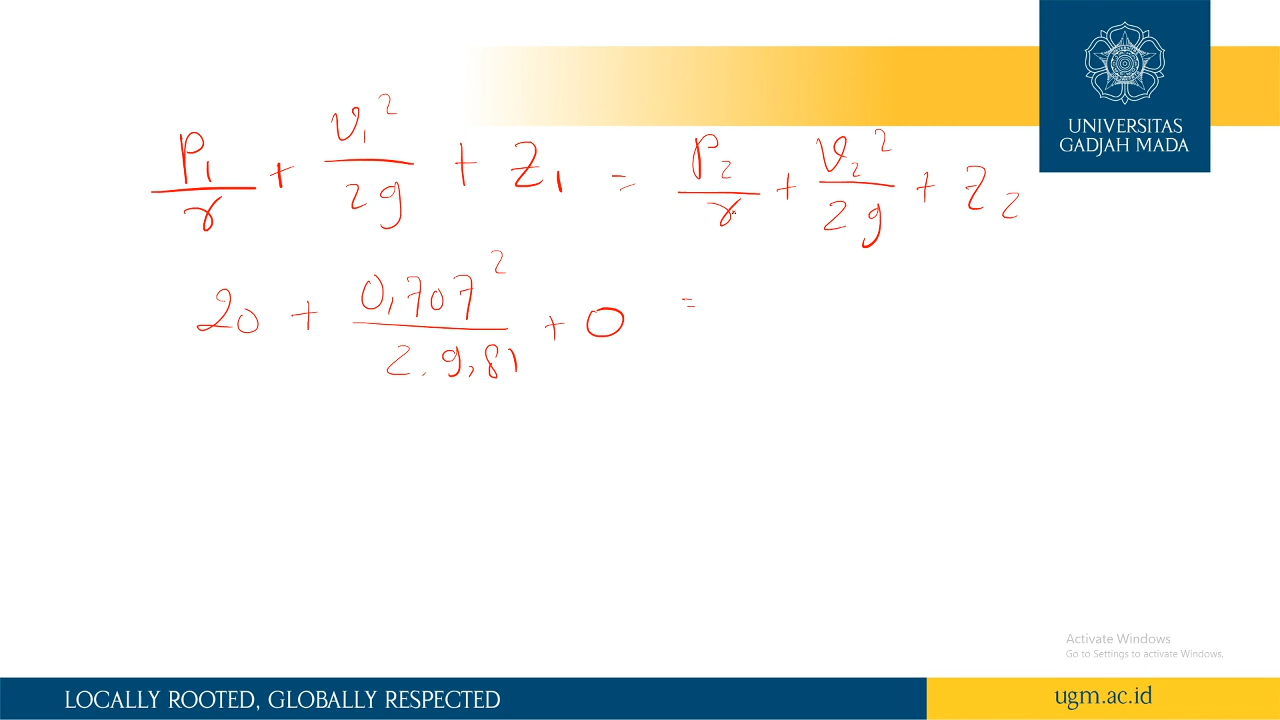 UNIVERSITAS
GADJAH MADA
P₁/γ + v₁²/2g + Z₁ = P₂/γ + v₂²/2g + Z₂
20 + 0,707²/2.9,81 + 0 =
Activate Windows
Go to Settings to activate Windows.
LOCALLY ROOTED, GLOBALLY RESPECTED
ugm.ac.id